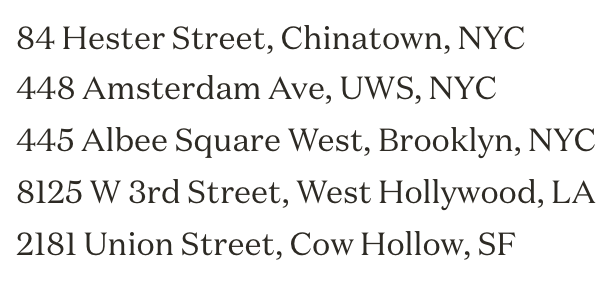 84 Hester Street, Chinatown, NYC
448 Amsterdam Ave, UWS, NYC
445 Albee Square West, Brooklyn, NYC
8125 W 3rd Street, West Hollywood, LA
2181 Union Street, Cow Hollow, SF